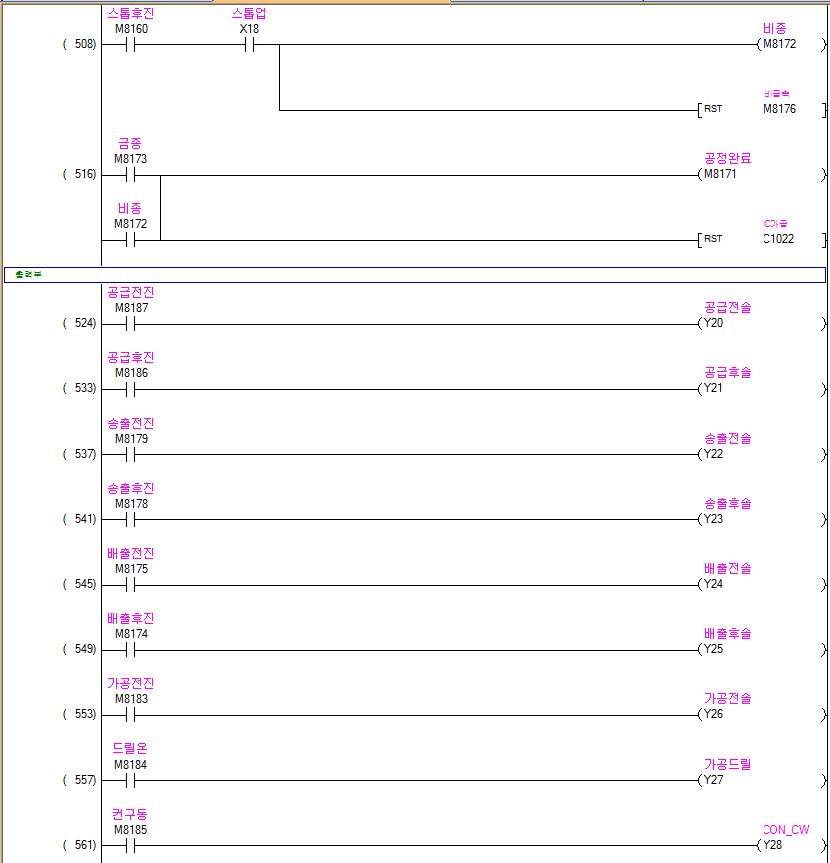 스톱후진 스톱업
M8160 X18 비종
( 508) M8172
RST M8176
금종
M8173 공정완료
( 516) M8171
비종
M8172
RST C1022
출력부
공급전진
M8187 공급전솔
( 524) Y20
공급후진
M8186 공급후솔
( 533) Y21
송출전진
M8179 송출전솔
( 537) Y22
송출후진
M8178 송출후솔
( 541) Y23
배출전진
M8175 배출전솔
( 545) Y24
배출후진
M8174 배출후솔
( 549) Y25
가공전진
M8183 가공전솔
( 553) Y26
드릴온
M8184 가공드릴
( 557) Y27
컨구동
M8185 CON_CW
( 561) Y28